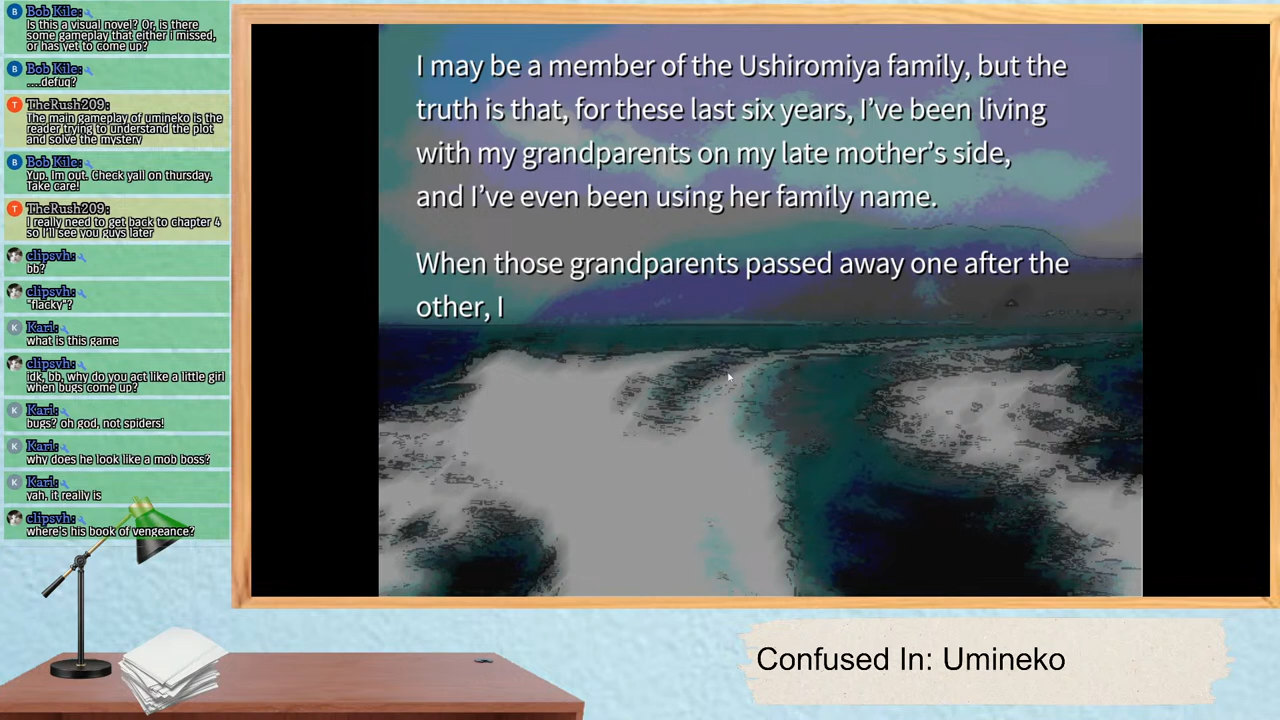 B Bob Kile:
Is this a visual novel? Or, is there
some gameplay that either i missed,
or has yet to come up?
B Bob Kile:
....defuq?
T TheRush209:
The main gameplay of umineko is the
reader trying to understand the plot
and solve the mystery
B Bob Kile:
Yup. Im out. Check yall on thursday.
Take care!
T TheRush209:
I really need to get back to chapter 4
so I'll see you guys later
clipsvh:
bb?
clipsvh:
"flacky"?
K Kari:
what is this game
clipsvh:
idk, bb, why do you act like a little girl
when bugs come up?
K Kari:
bugs? oh god, not spiders!
K Kari:
why does he look like a mob boss?
K Kari:
yah, it really is
clipsvh:
where's his book of vengeance?
I may be a member of the Ushiromiya family, but the
truth is that, for these last six years, I've been living
with my grandparents on my late mother's side,
and I've even been using her family name.
When those grandparents passed away one after the
other, I
Confused In: Umineko